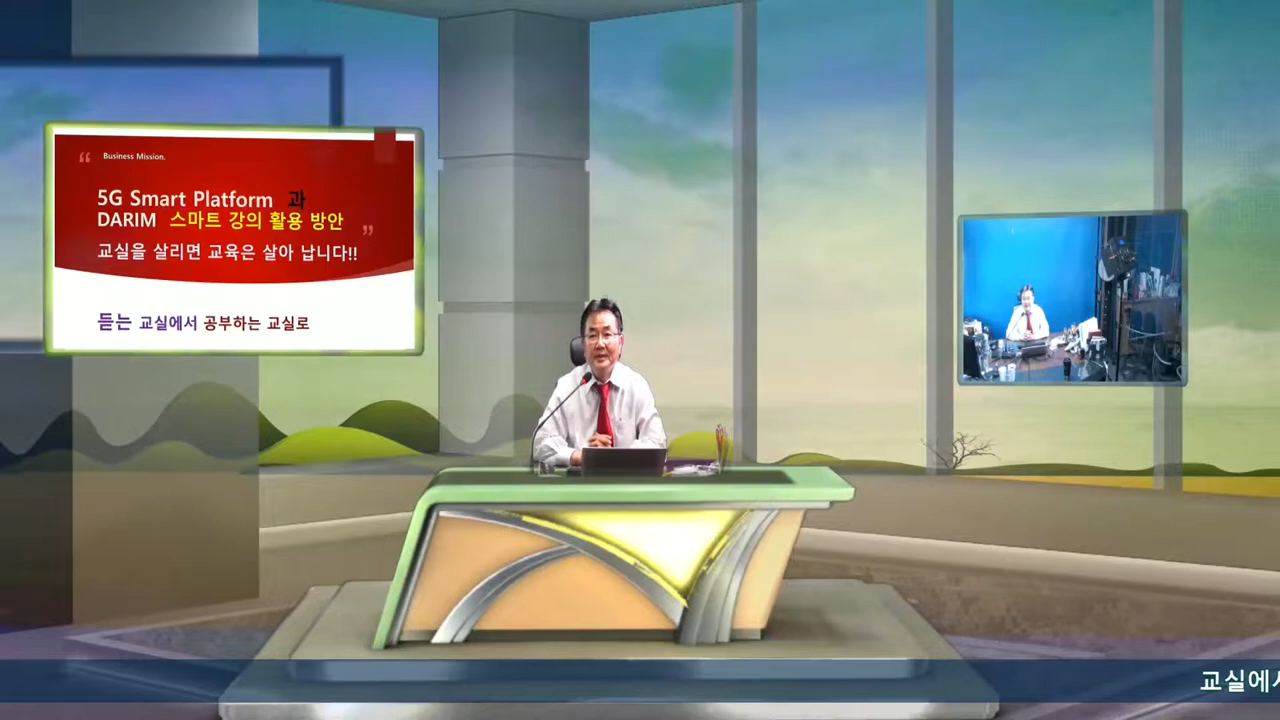 “ Business Mission.
5G Smart Platform 과
DARIM 스마트 강의 활용 방안 ”
교실을 살리면 교육은 살아 납니다!!
듣는 교실에서 공부하는 교실로
교실에서